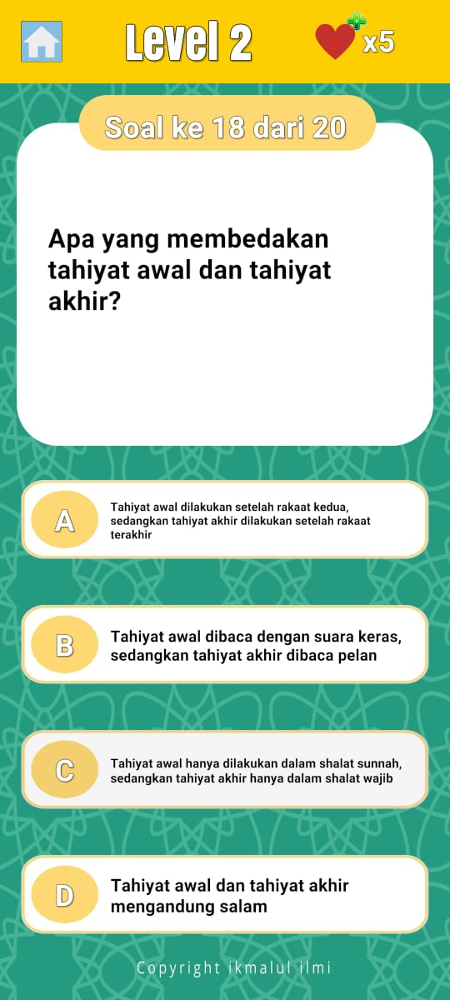 Level 2
x5
Soal ke 18 dari 20
Apa yang membedakan
tahiyat awal dan tahiyat
akhir?
A
Tahiyat awal dilakukan setelah rakaat kedua,
sedangkan tahiyat akhir dilakukan setelah rakaat
terakhir
B
Tahiyat awal dibaca dengan suara keras,
sedangkan tahiyat akhir dibaca pelan
C
Tahiyat awal hanya dilakukan dalam shalat sunnah,
sedangkan tahiyat akhir hanya dalam shalat wajib
D
Tahiyat awal dan tahiyat akhir
mengandung salam
Copyright ikmalul ilmi